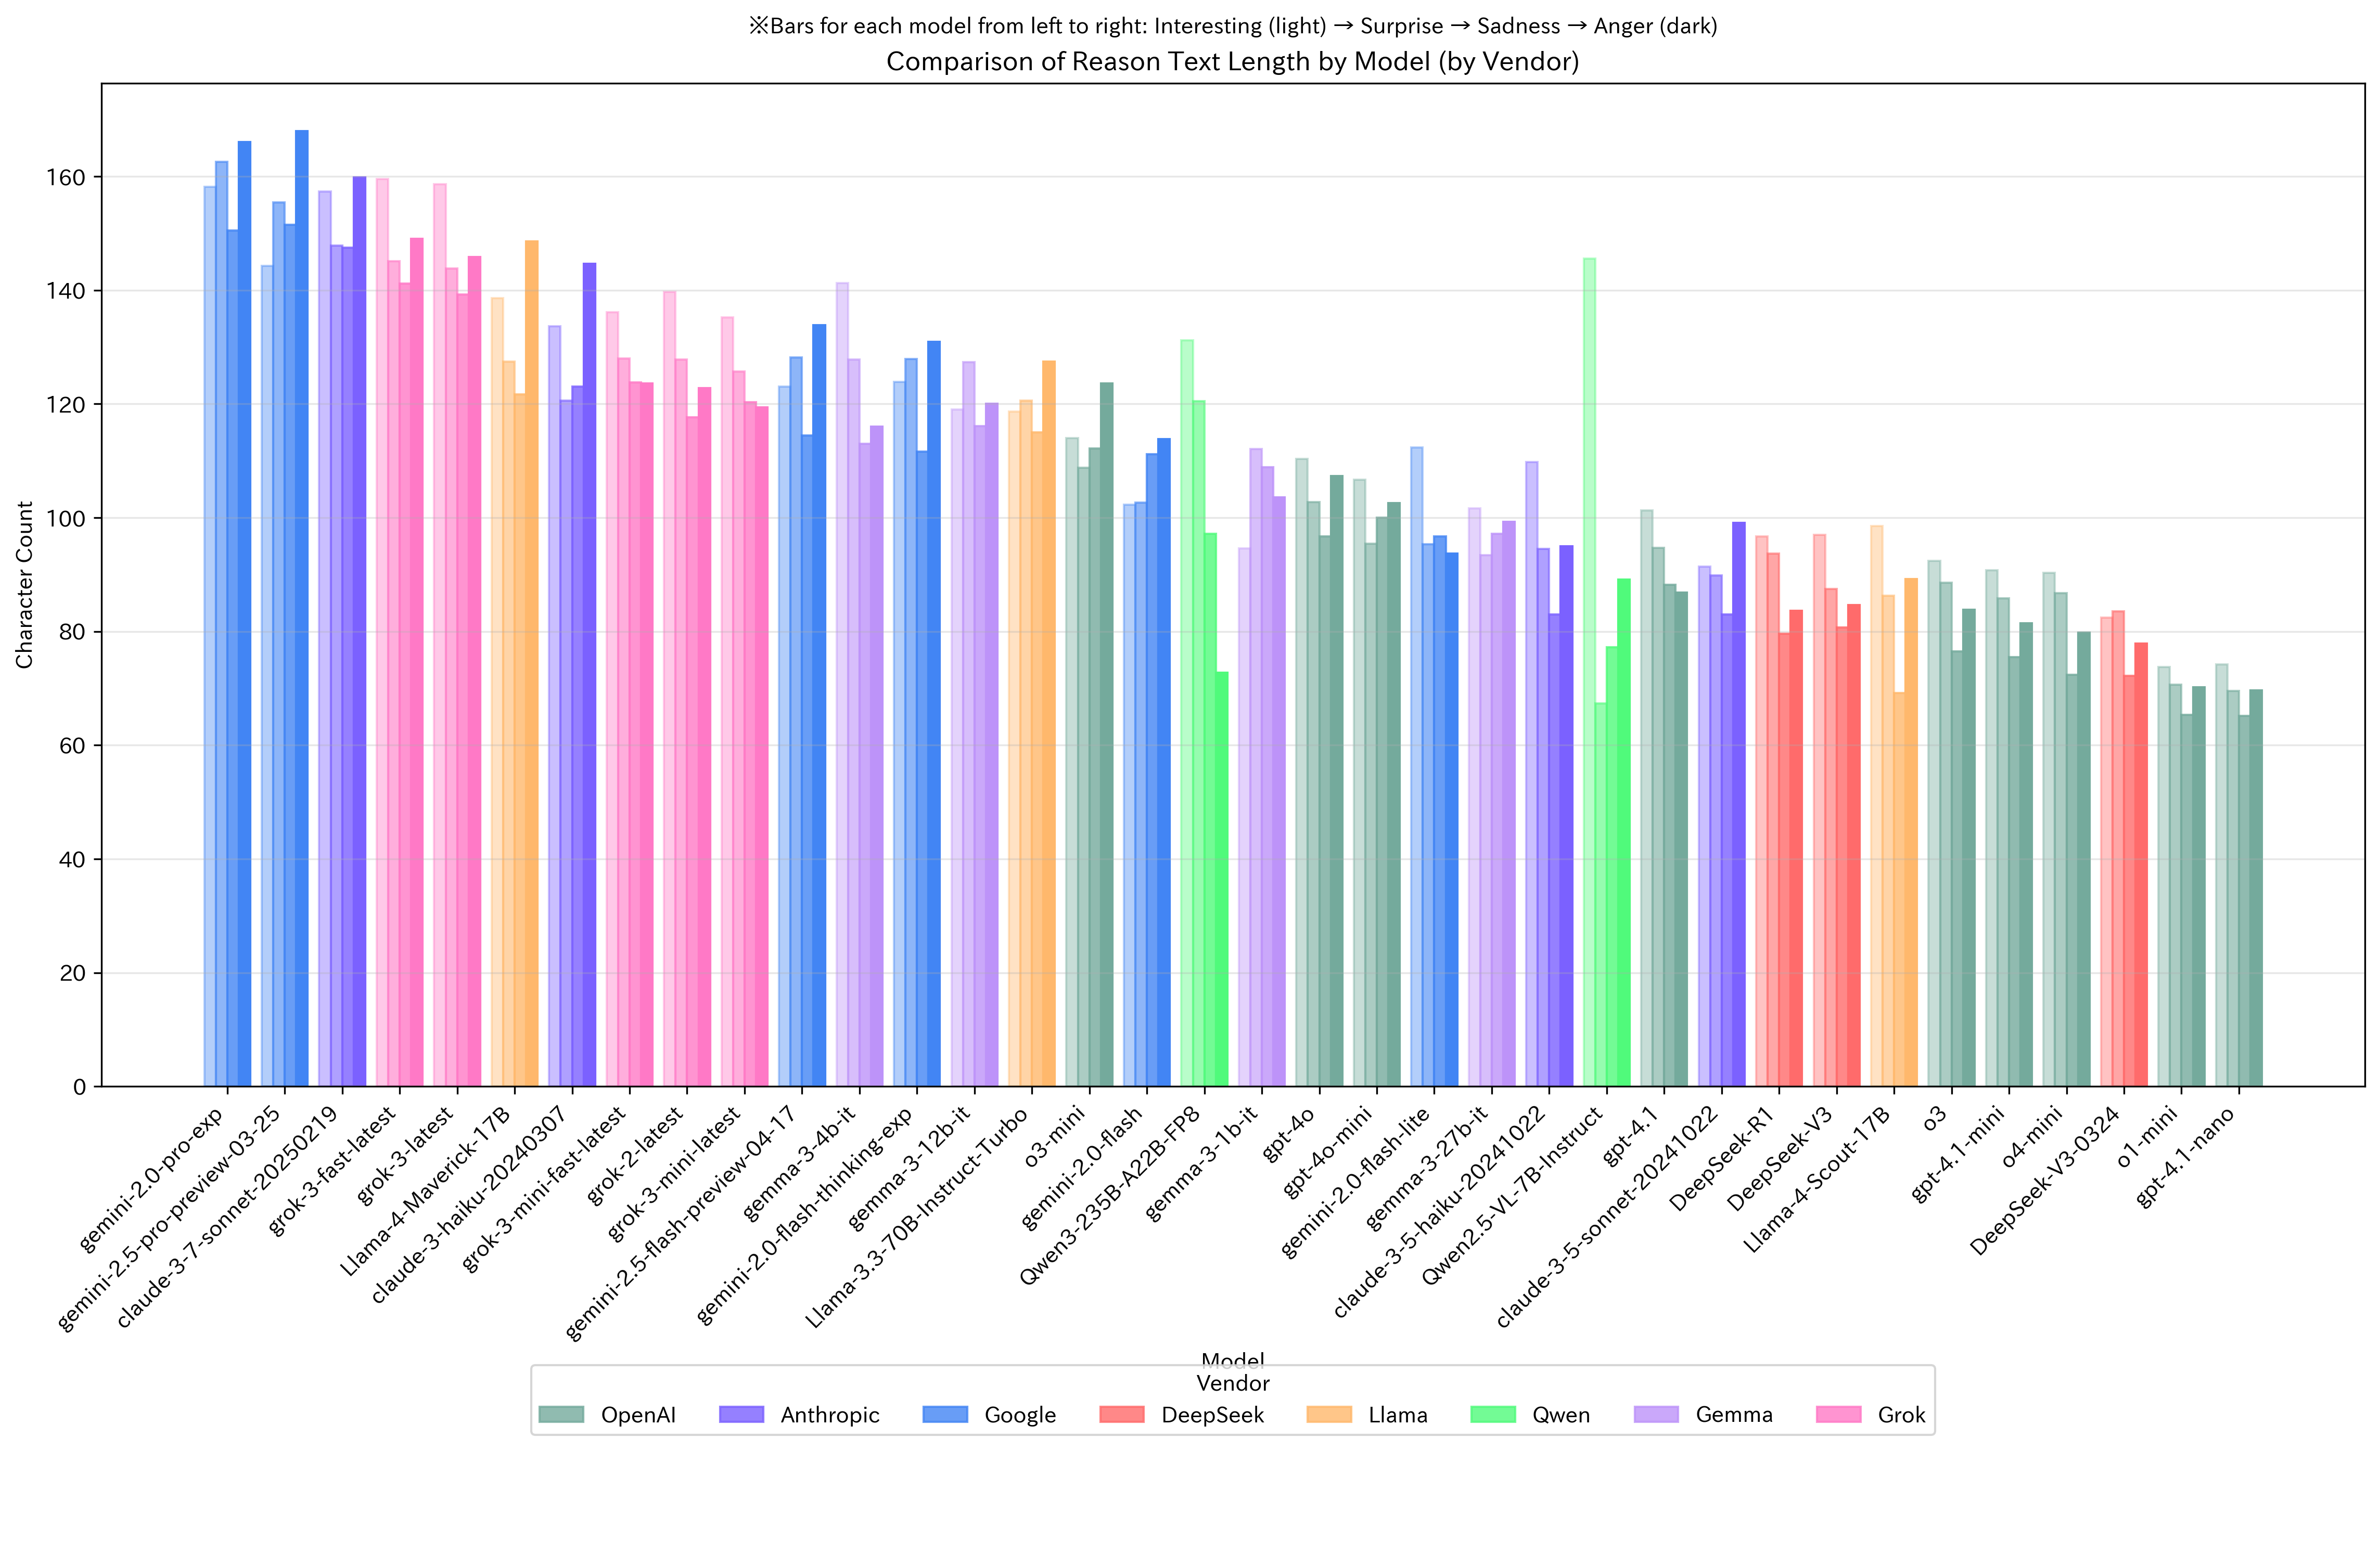 ※Bars for each model from left to right: Interesting (light) → Surprise → Sadness → Anger (dark)
Comparison of Reason Text Length by Model (by Vendor)
Character Count
160
140
120
100
80
60
40
20
0
gemini-2.0-pro-exp
gemini-2.5-pro-preview-03-25
claude-3-7-sonnet-20250219
grok-3-fast-latest
grok-3-latest
Llama-4-Maverick-17B
claude-3-haiku-20240307
grok-3-mini-fast-latest
grok-2-latest
grok-3-mini-latest
gemini-2.5-flash-preview-04-17
gemma-3-4b-it
gemini-2.0-flash-thinking-exp
gemma-3-12b-it
Llama-3.3-70B-Instruct-Turbo
o3-mini
gemini-2.0-flash
Qwen3-235B-A22B-FP8
gemma-3-1b-it
gpt-4o
gpt-4o-mini
gemini-2.0-flash-lite
gemma-3-27b-it
claude-3-5-haiku-20241022
Qwen2.5-VL-7B-Instruct
gpt-4.1
claude-3-5-sonnet-20241022
DeepSeek-R1
DeepSeek-V3
Llama-4-Scout-17B
o3
gpt-4.1-mini
o4-mini
DeepSeek-V3-0324
o1-mini
gpt-4.1-nano
Model
Vendor
OpenAI Anthropic Google DeepSeek Llama Qwen Gemma Grok